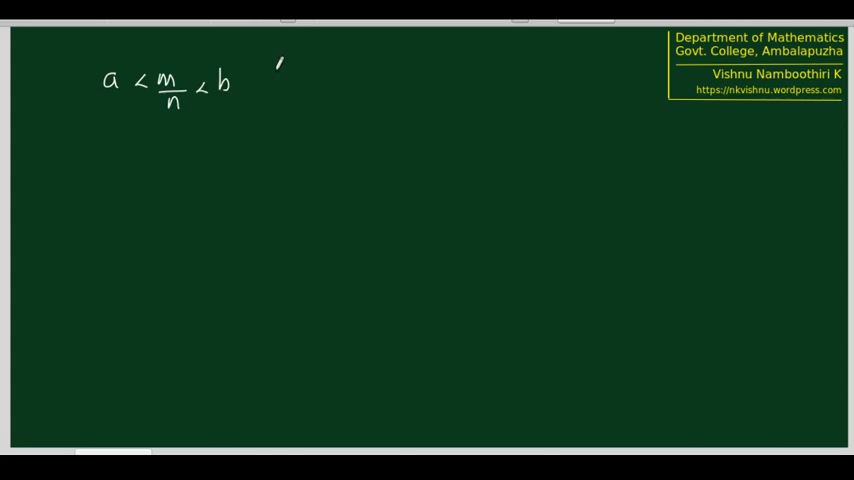 a < m/n < b
Department of Mathematics
Govt. College, Ambalapuzha
Vishnu Namboothiri K
https://nkvishnu.wordpress.com